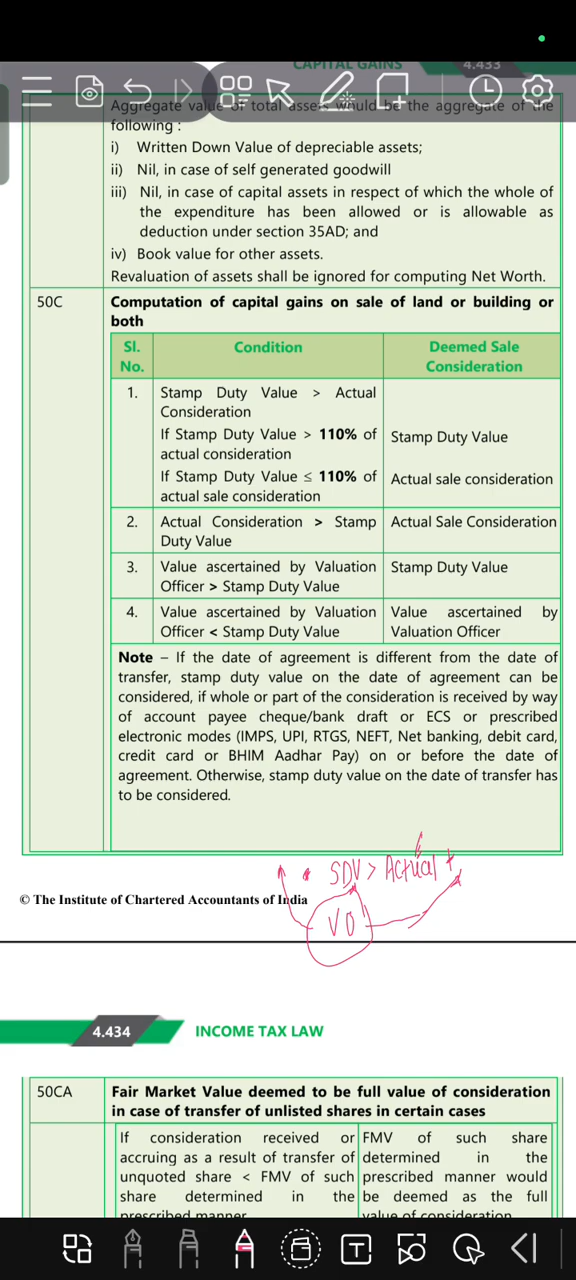 CAPITAL GAINS 4.433
Aggregate value of total assets would be the aggregate of the
following :
i) Written Down Value of depreciable assets;
ii) Nil, in case of self generated goodwill
iii) Nil, in case of capital assets in respect of which the whole of
the expenditure has been allowed or is allowable as
deduction under section 35AD; and
iv) Book value for other assets.
Revaluation of assets shall be ignored for computing Net Worth.
50C Computation of capital gains on sale of land or building or
both
Sl. Condition Deemed Sale
No. Consideration
1. Stamp Duty Value > Actual
Consideration
If Stamp Duty Value > 110% of Stamp Duty Value
actual consideration
If Stamp Duty Value ≤ 110% of Actual sale consideration
actual sale consideration
2. Actual Consideration > Stamp Actual Sale Consideration
Duty Value
3. Value ascertained by Valuation Stamp Duty Value
Officer > Stamp Duty Value
4. Value ascertained by Valuation Value ascertained by
Officer < Stamp Duty Value Valuation Officer
Note – If the date of agreement is different from the date of
transfer, stamp duty value on the date of agreement can be
considered, if whole or part of the consideration is received by way
of account payee cheque/bank draft or ECS or prescribed
electronic modes (IMPS, UPI, RTGS, NEFT, Net banking, debit card,
credit card or BHIM Aadhar Pay) on or before the date of
agreement. Otherwise, stamp duty value on the date of transfer has
to be considered.
SDV > Actual
© The Institute of Chartered Accountants of India
VO
4.434 INCOME TAX LAW
50CA Fair Market Value deemed to be full value of consideration
in case of transfer of unlisted shares in certain cases
If consideration received or FMV of such share
accruing as a result of transfer of determined in the
unquoted share < FMV of such prescribed manner would
share determined in the be deemed as the full
prescribed manner value of consideration
T